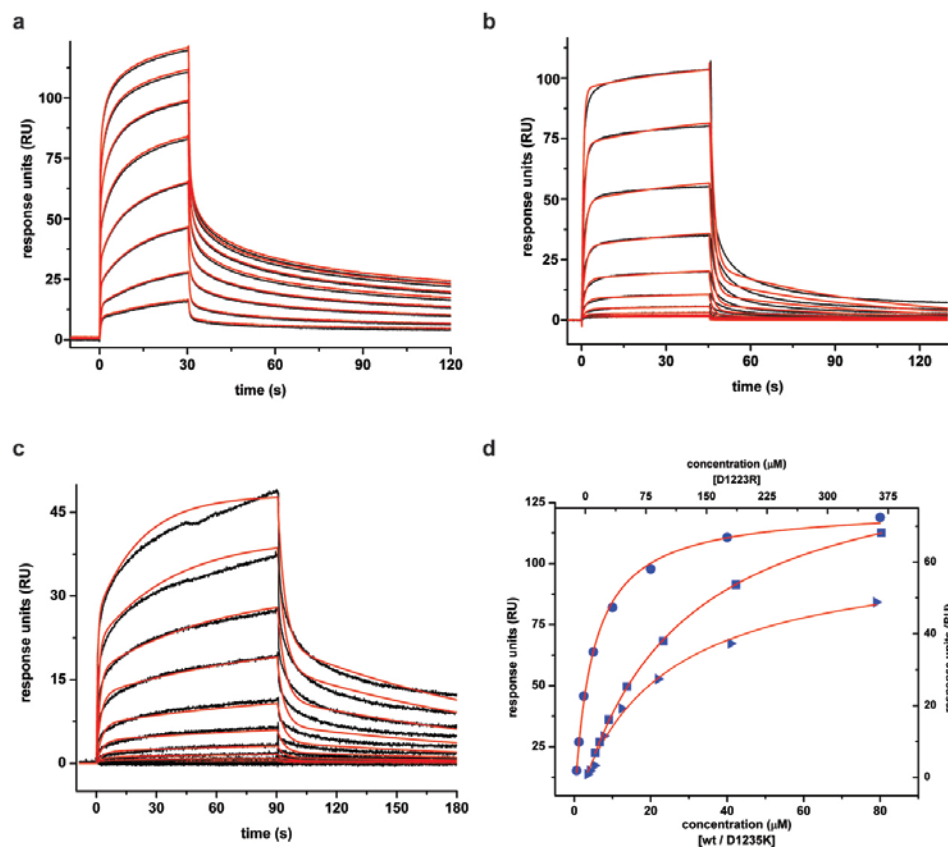 a
response units (RU)
100
75
50
25
0
0 30 60 90 120
time (s)
b
response units (RU)
100
75
50
25
0
0 30 60 90 120
time (s)
c
response units (RU)
45
30
15
0
0 30 60 90 120 150 180
time (s)
d
concentration (μM)
[D1223R]
0 75 150 225 300 375
response units (RU)
125
100
75
50
25
60
40
20
0
response units
0 20 40 60 80
concentration (μM)
[wt / D1235K]